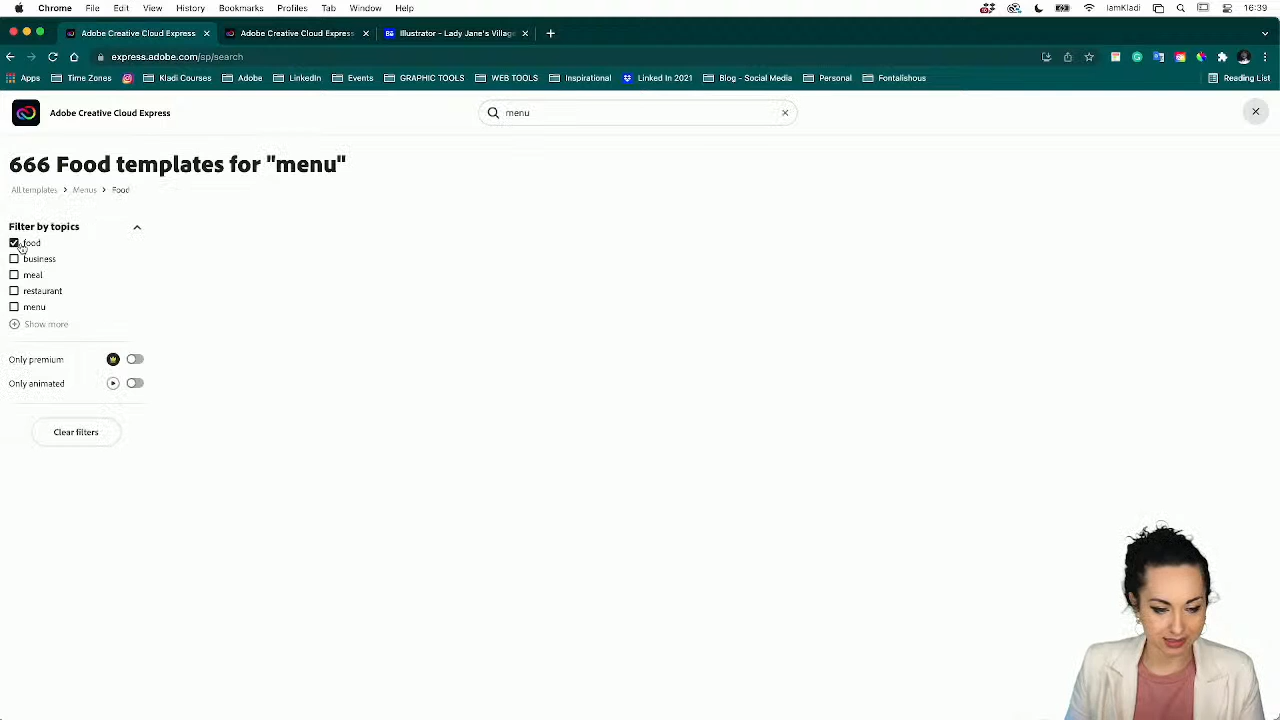 Chrome File Edit View History Bookmarks Profiles Tab Window Help IamKladi 16:39
Adobe Creative Cloud Express Adobe Creative Cloud Express Illustrator - Lady Jane's Village
express.adobe.com/sp/search
Apps Time Zones Kladi Courses Adobe LinkedIn Events GRAPHIC TOOLS WEB TOOLS Inspirational Linked In 2021 Blog - Social Media Personal Fontalishous Reading List
Adobe Creative Cloud Express menu
666 Food templates for "menu"
All templates > Menus > Food
Filter by topics
food
business
meal
restaurant
menu
Show more
Only premium
Only animated
Clear filters